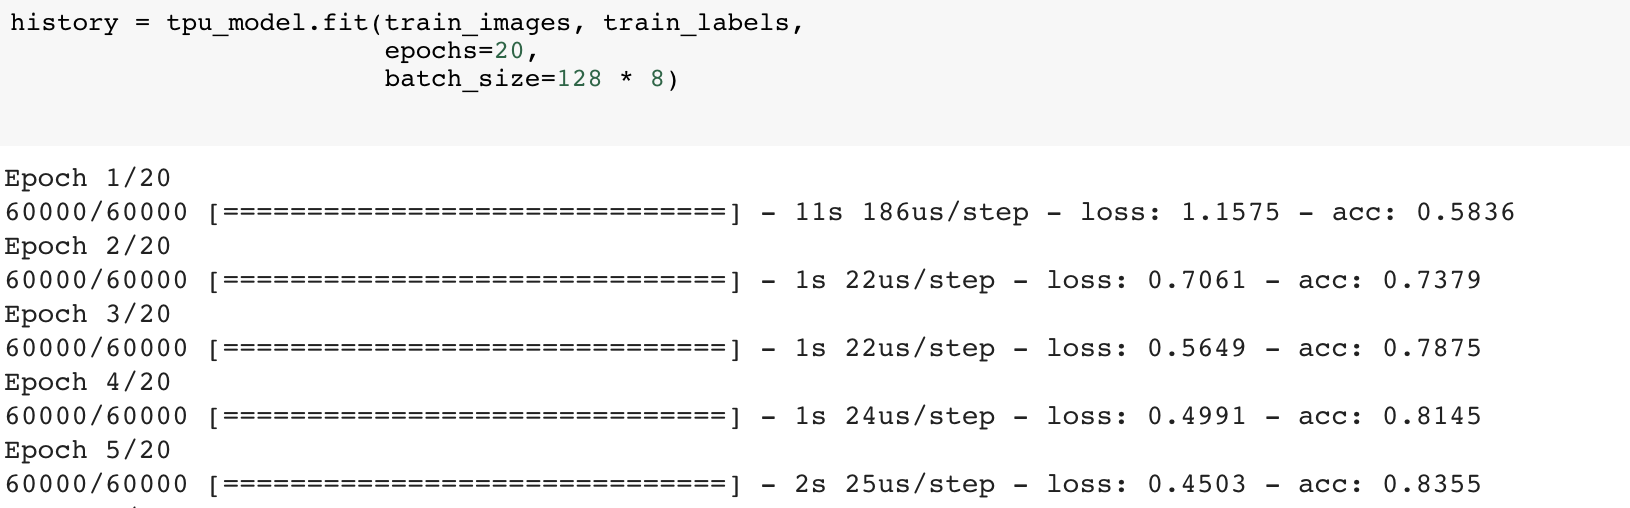 history = tpu_model.fit(train_images, train_labels,
epochs=20,
batch_size=128 * 8)
Epoch 1/20
60000/60000 [==============================] - 11s 186us/step - loss: 1.1575 - acc: 0.5836
Epoch 2/20
60000/60000 [==============================] - 1s 22us/step - loss: 0.7061 - acc: 0.7379
Epoch 3/20
60000/60000 [==============================] - 1s 22us/step - loss: 0.5649 - acc: 0.7875
Epoch 4/20
60000/60000 [==============================] - 1s 24us/step - loss: 0.4991 - acc: 0.8145
Epoch 5/20
60000/60000 [==============================] - 2s 25us/step - loss: 0.4503 - acc: 0.8355